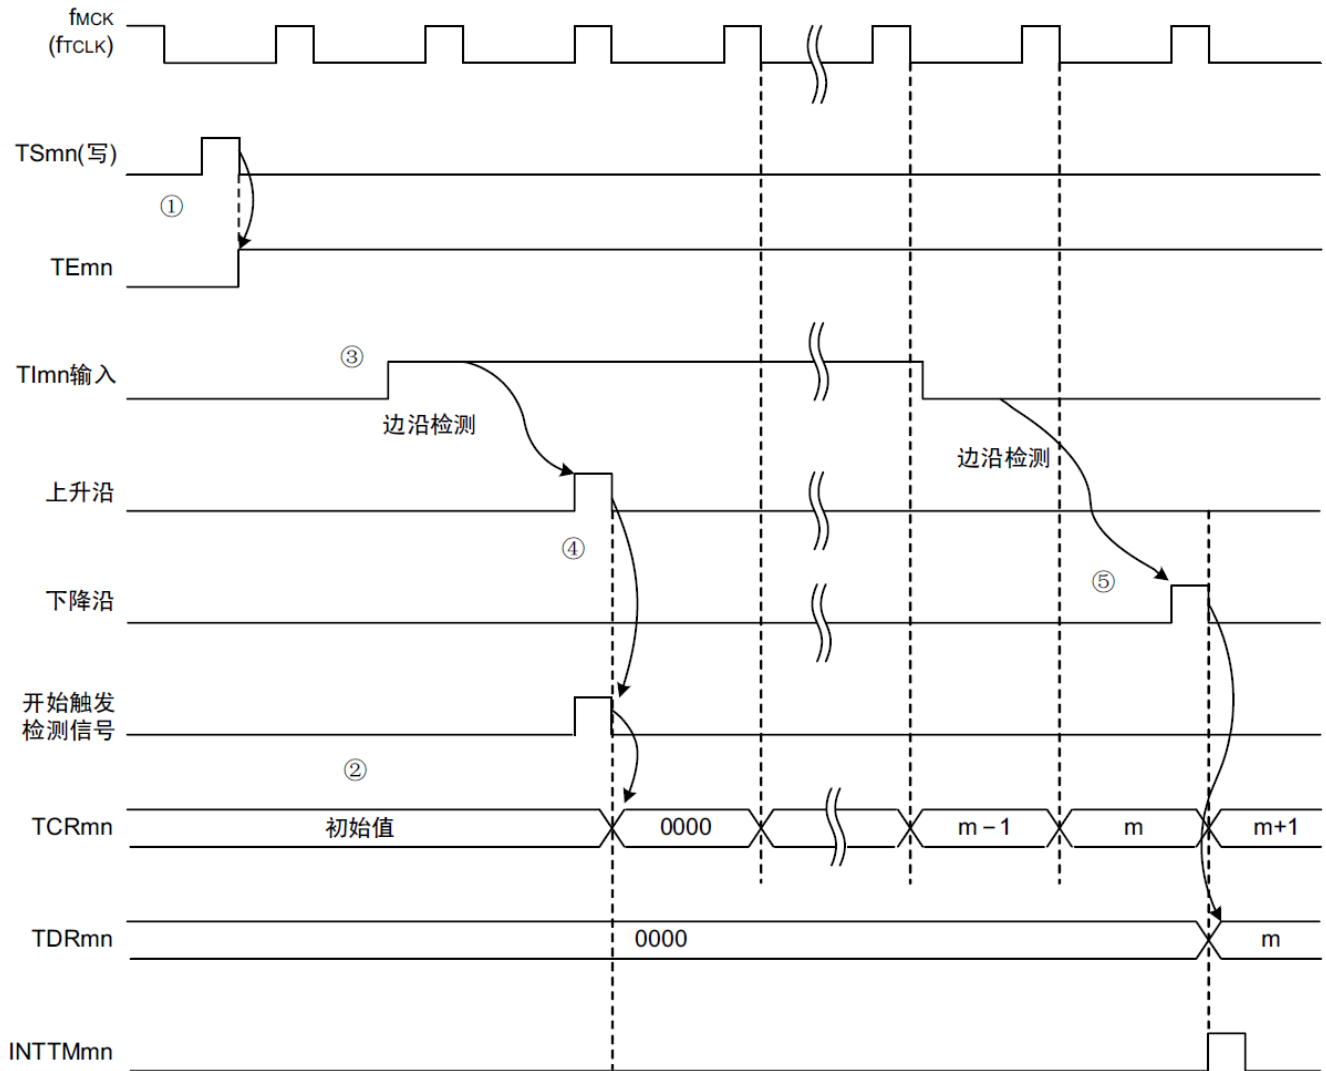 fMCK
(fTCLK)
TSmn(写)
①
TEmn
③
TImn输入
边沿检测
边沿检测
上升沿
④
⑤
下降沿
开始触发
检测信号
②
TCRmn
初始值
0000
m－1
m
m+1
TDRmn
0000
m
INTTMmn